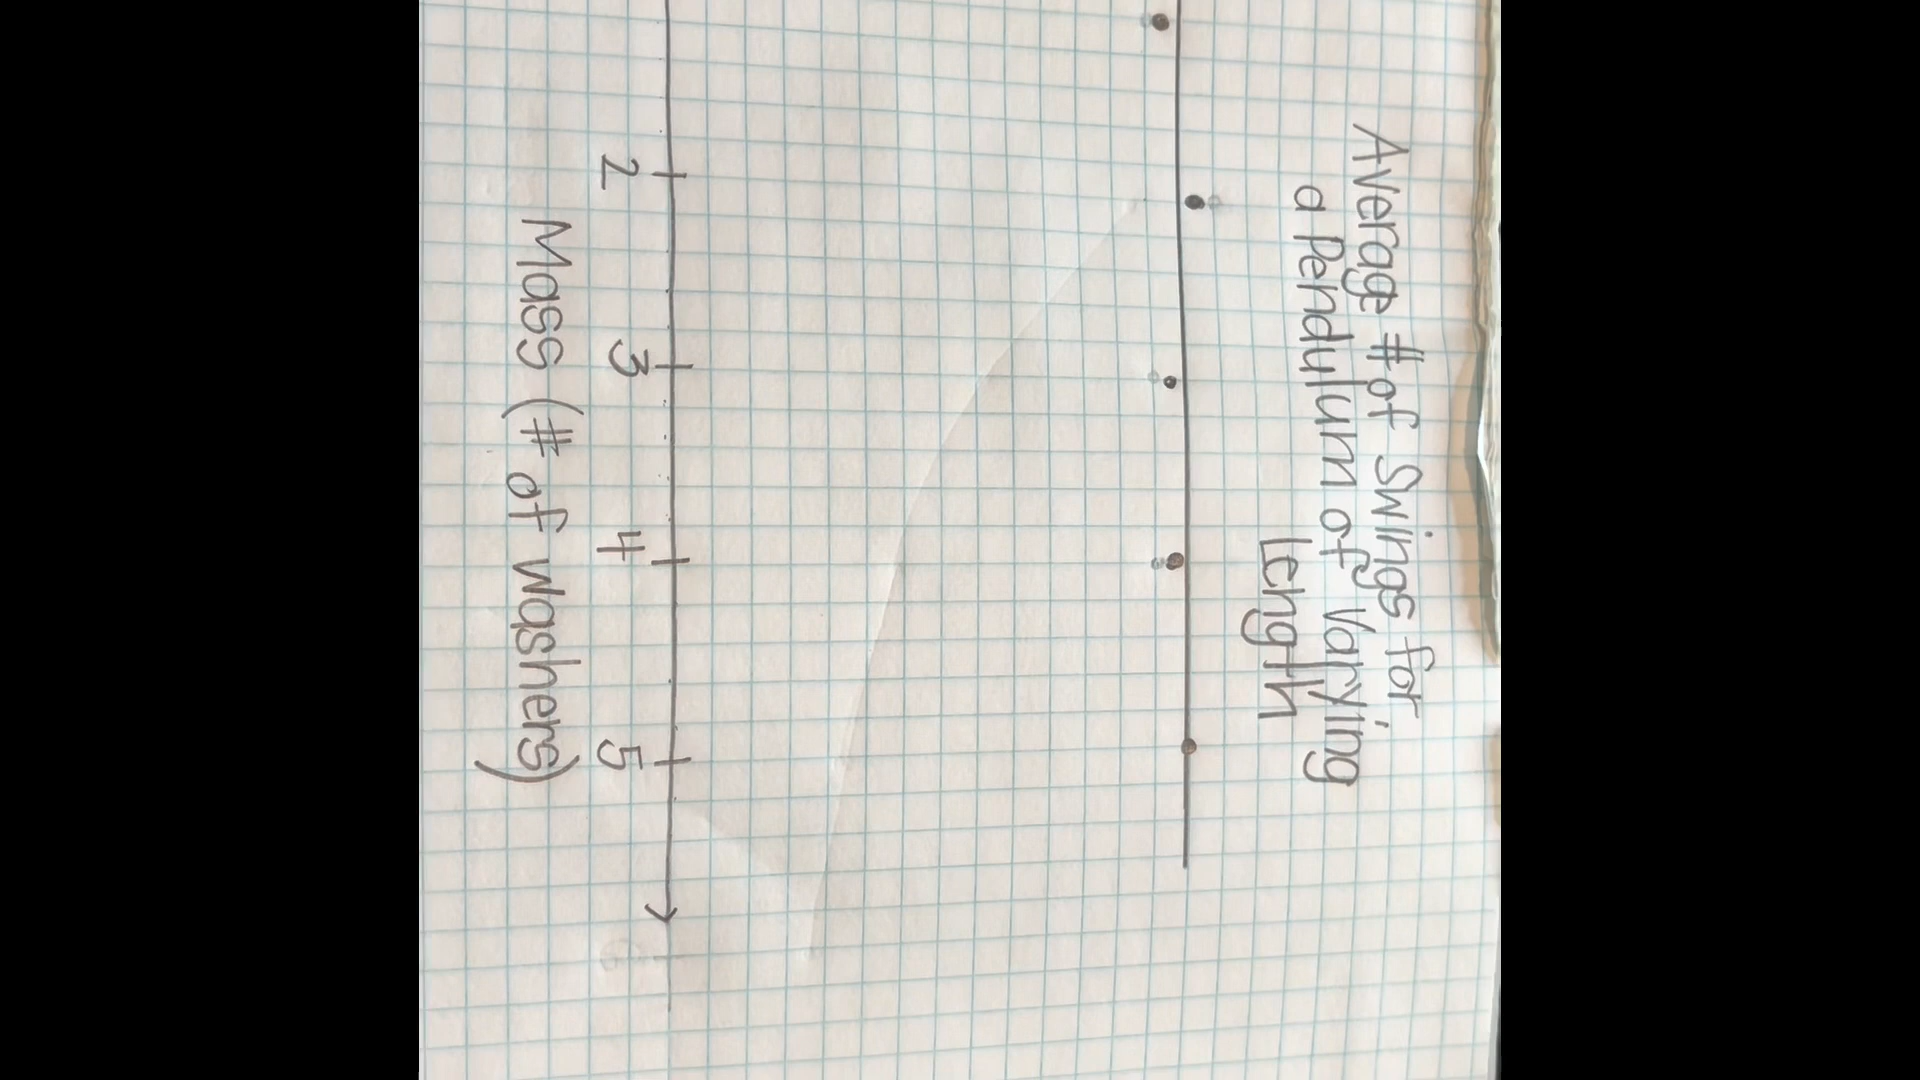 Average # of Swings for
a Pendulum of Varying
Length
2 3 4 5
Mass (# of washers)